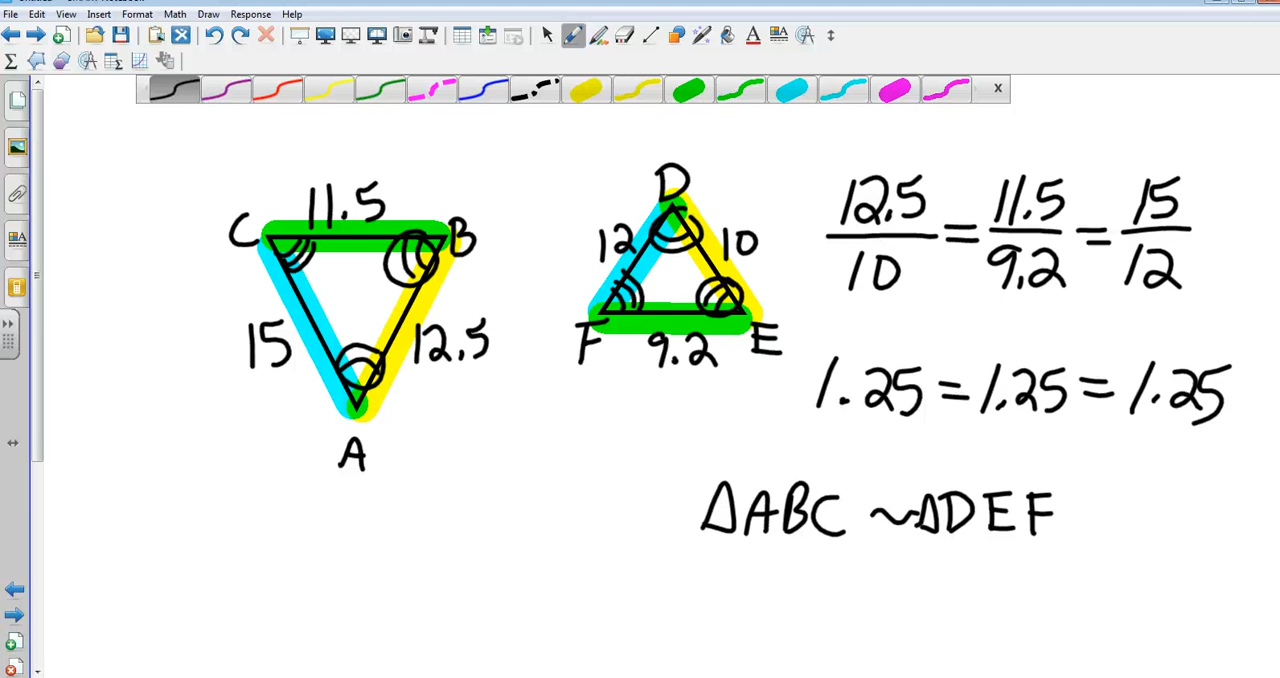 File Edit View Insert Format Math Draw Response Help
x
11.5
C B
15 12.5
A
D
12 10
F 9.2 E
12.5/10 = 11.5/9.2 = 15/12
1.25 = 1.25 = 1.25
ΔABC ~ ΔDEF